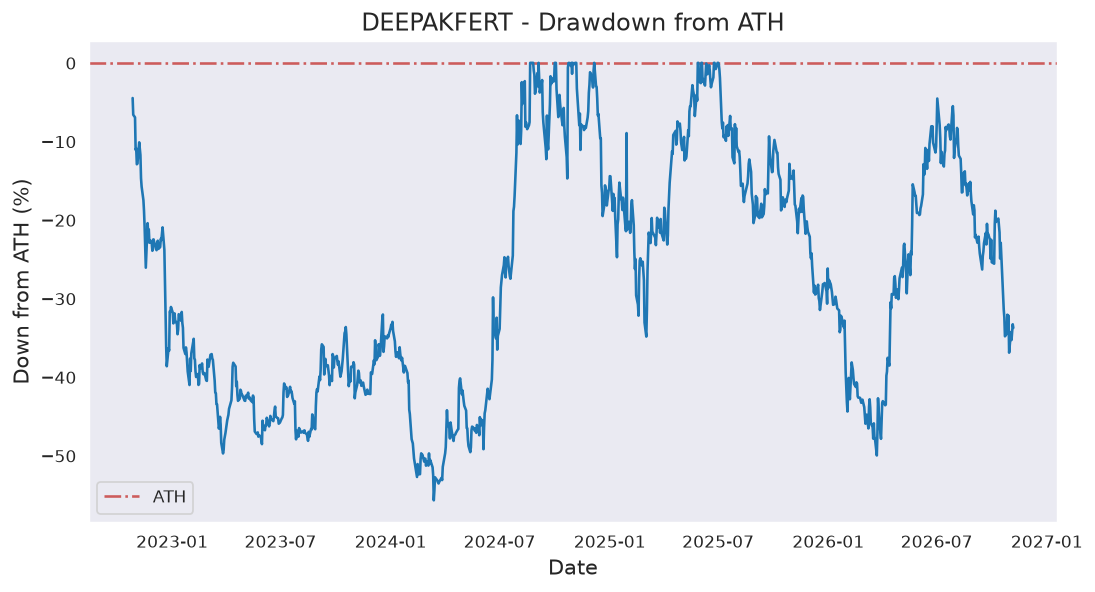 DEEPAKFERT - Drawdown from ATH
Down from ATH (%)
0
−10
−20
−30
−40
−50
ATH
2023-01 2023-07 2024-01 2024-07 2025-01 2025-07 2026-01 2026-07 2027-01
Date